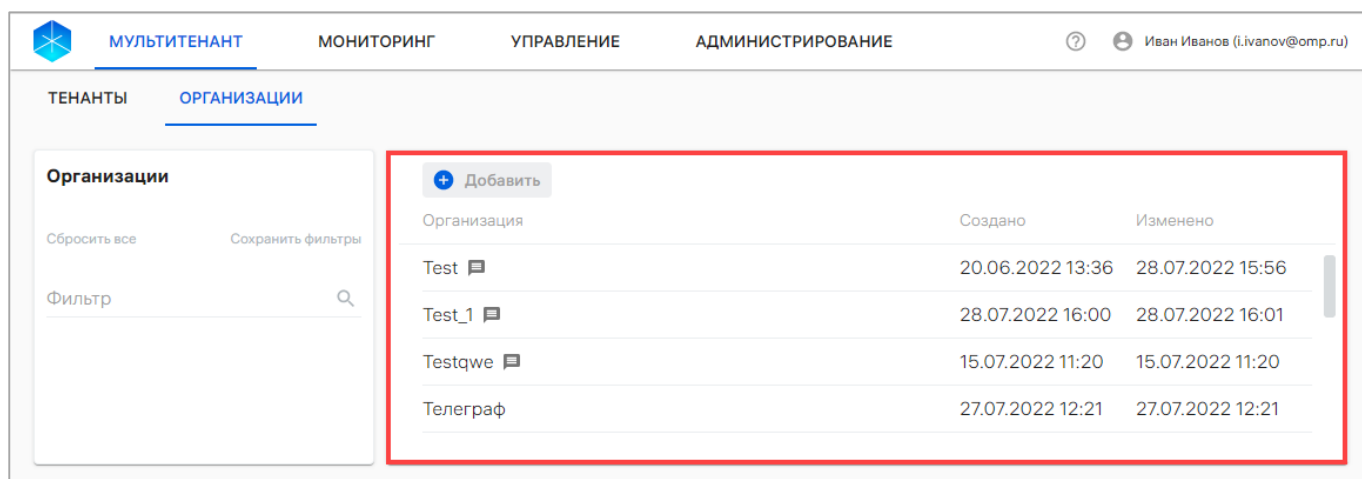 МУЛЬТИТЕНАНТ МОНИТОРИНГ УПРАВЛЕНИЕ АДМИНИСТРИРОВАНИЕ ? Иван Иванов (i.ivanov@omp.ru)
ТЕНАНТЫ ОРГАНИЗАЦИИ
Организации
Сбросить все Сохранить фильтры
Фильтр
Добавить
Организация Создано Изменено
Test 20.06.2022 13:36 28.07.2022 15:56
Test_1 28.07.2022 16:00 28.07.2022 16:01
Testqwe 15.07.2022 11:20 15.07.2022 11:20
Телеграф 27.07.2022 12:21 27.07.2022 12:21